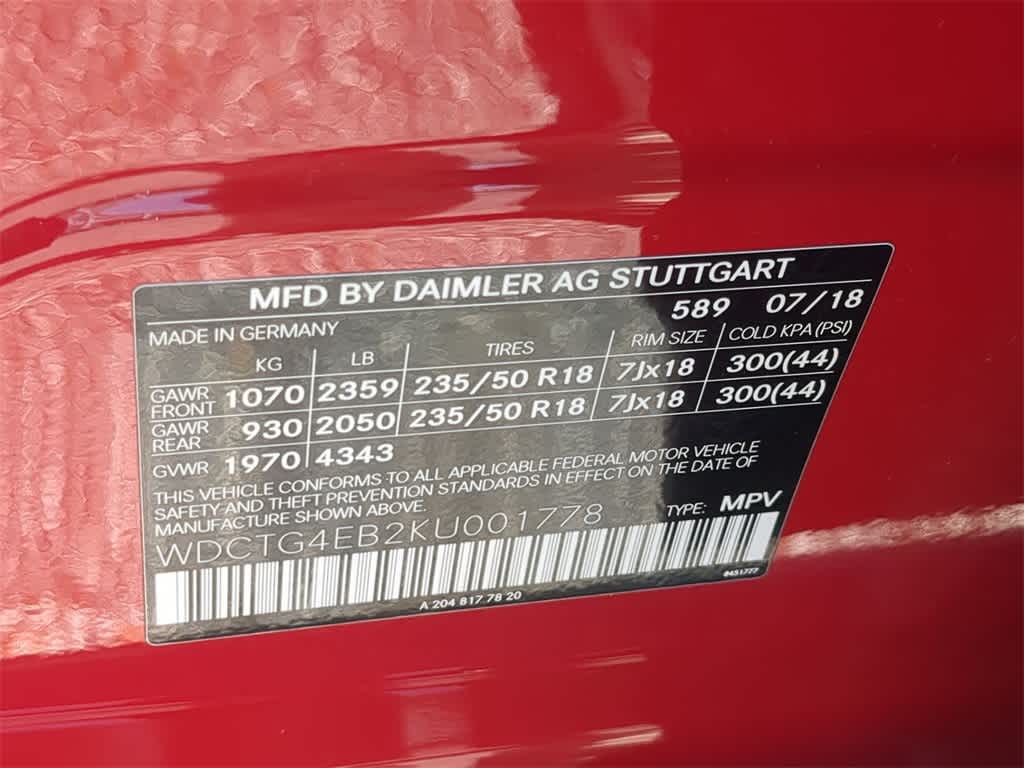 MFD BY DAIMLER AG STUTTGART
589 07/18
MADE IN GERMANY
KG LB TIRES RIM SIZE COLD KPA (PSI)
GAWR FRONT 1070 2359 235/50 R18 7Jx18 300(44)
GAWR REAR 930 2050 235/50 R18 7Jx18 300(44)
GVWR 1970 4343
THIS VEHICLE CONFORMS TO ALL APPLICABLE FEDERAL MOTOR VEHICLE
SAFETY AND THEFT PREVENTION STANDARDS IN EFFECT ON THE DATE OF
MANUFACTURE SHOWN ABOVE.
TYPE: MPV
WDCTG4EB2KU001778
A 204 817 78 20